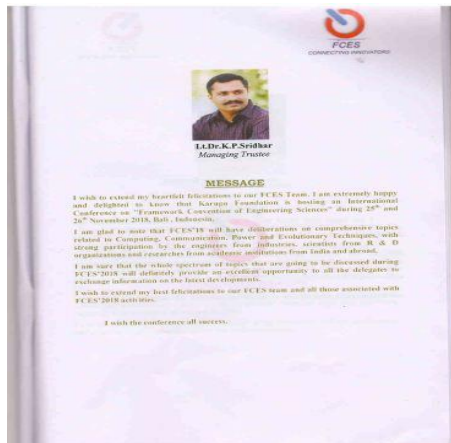 FCES
CONNECTING INNOVATORS
Lt.Dr.K.P.Sridhar
Managing Trustee
MESSAGE
I wish to extend my heartfelt felicitations to our FCES Team. I am extremely happy
and delighted to know that Karupu Foundation is hosting an International
Conference on "Framework Convention of Engineering Sciences" during 25th and
26th November 2018, Bali, Indonesia.
I am glad to note that FCES'18 will have deliberations on comprehensive topics
related to Computing, Communication, Power and Evolutionary Techniques, with
strong participation by the engineers from industries, scientists from R & D
organizations and researches from academic institutions from India and abroad.
I am sure that the whole spectrum of topics that are going to be discussed during
FCES'2018 will definitely provide an excellent opportunity to all the delegates to
exchange information on the latest developments.
I wish to extend my best felicitations to our FCES team and all those associated with
FCES'2018 activities.
I wish the conference all success.